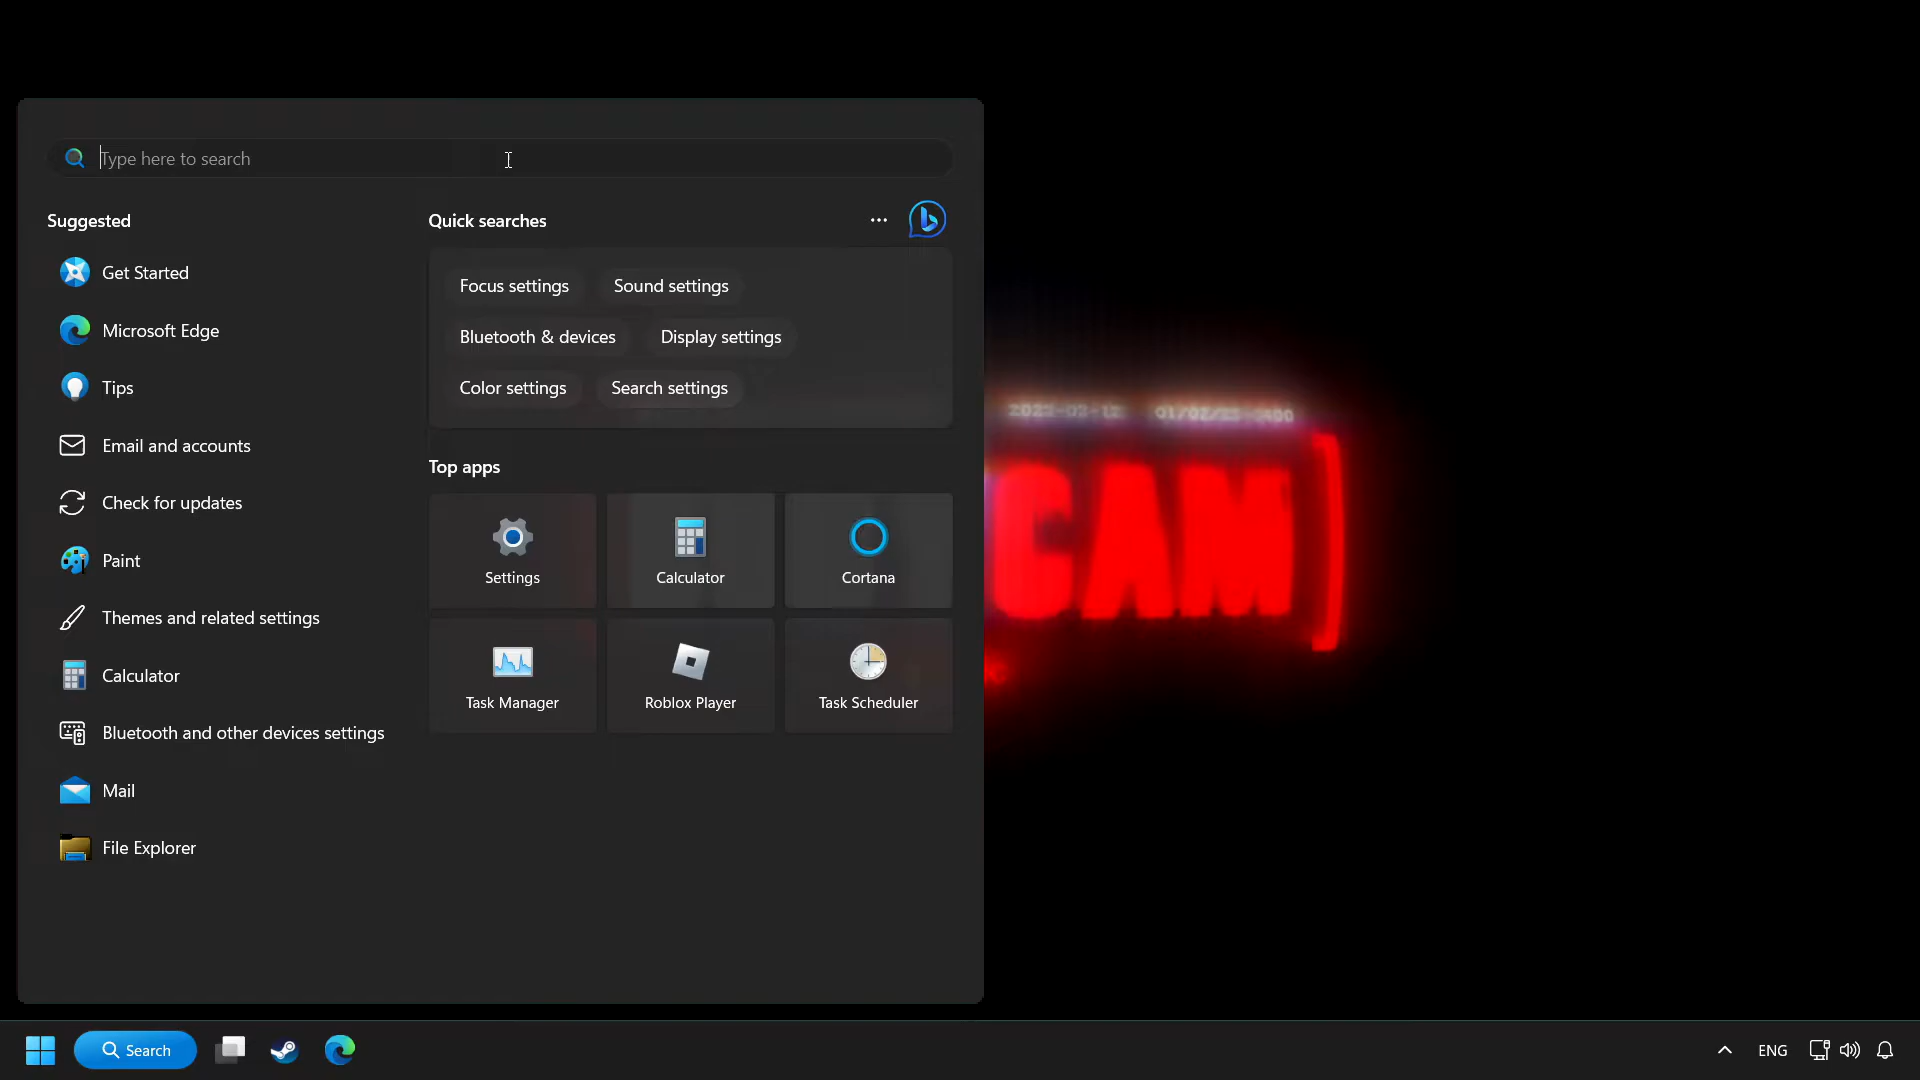 Type here to search
Suggested
Get Started
Microsoft Edge
Tips
Email and accounts
Check for updates
Paint
Themes and related settings
Calculator
Bluetooth and other devices settings
Mail
File Explorer
Quick searches
Focus settings
Sound settings
Bluetooth & devices
Display settings
Color settings
Search settings
Top apps
Settings
Calculator
Cortana
Task Manager
Roblox Player
Task Scheduler
CAM]
Search
ENG